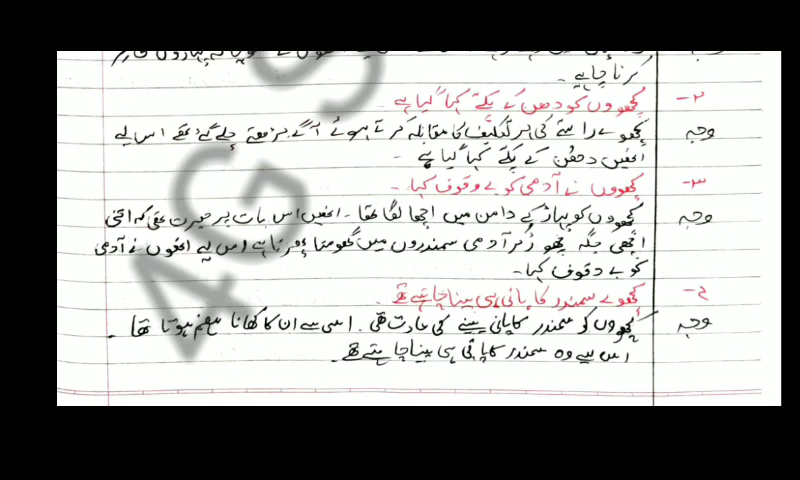 کرنا چاہیے۔
۲- کچھووں کو دھن کے پکے کہا گیا ہے۔
وجہ کچھوے راستے کی ہر تکلیف کا مقابلہ کرتے ہوئے آگے بڑھتے چلے گئے تھے اس لیے
انھیں دھن کے پکے کہا گیا ہے۔
۳- کچھووں نے آدمی کو بے وقوف کہا۔
وجہ کچھووں کو پہاڑ کے دامن میں اچھا لگا تھا۔ انھیں اس بات پر حیرت تھی کہ اتنی
اچھی جگہ چھوڑ کر آدمی سمندروں میں گھومتا پھرتا ہے اس لیے انھوں نے آدمی
کو بے وقوف کہا۔
۴- کچھوے سمندر کا پانی ہی پینا چاہتے تھے۔
وجہ کچھووں کو سمندر کا پانی پینے کی عادت تھی۔ اسی سے ان کا کھانا ہضم ہوتا تھا۔
اس لیے وہ سمندر کا پانی ہی پینا چاہتے تھے۔
4G S